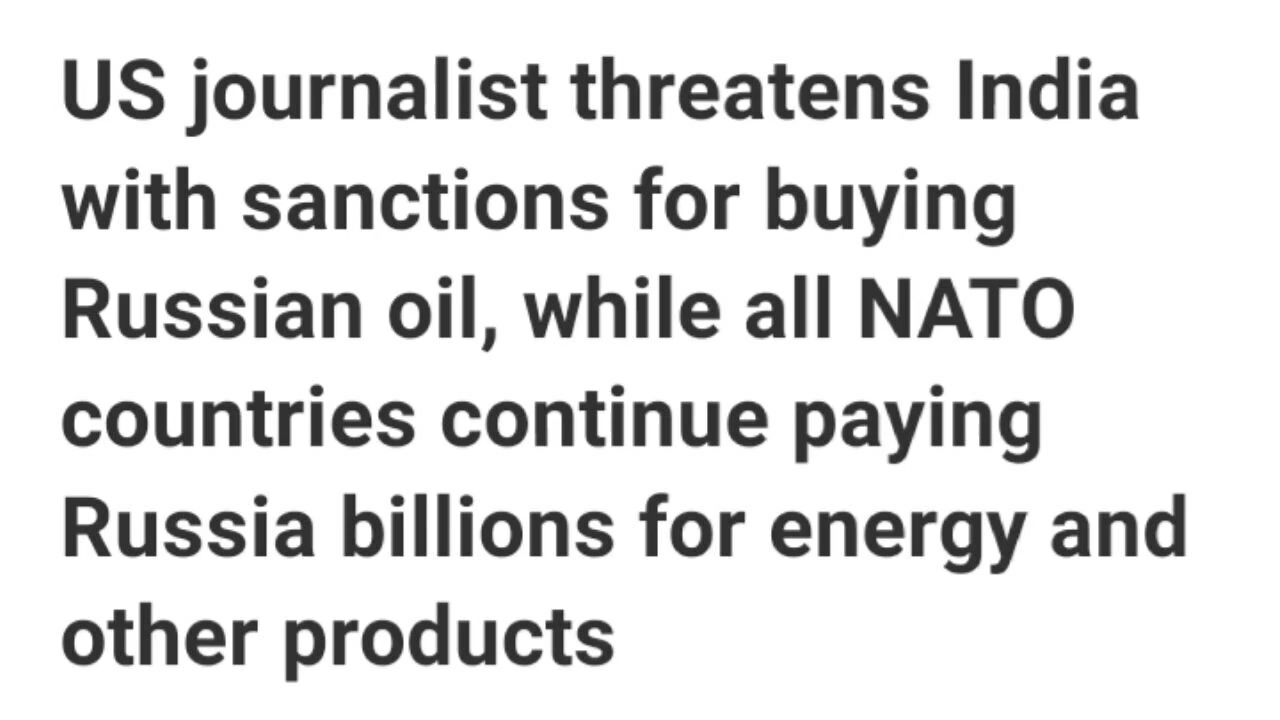 US journalist threatens India
with sanctions for buying
Russian oil, while all NATO
countries continue paying
Russia billions for energy and
other products